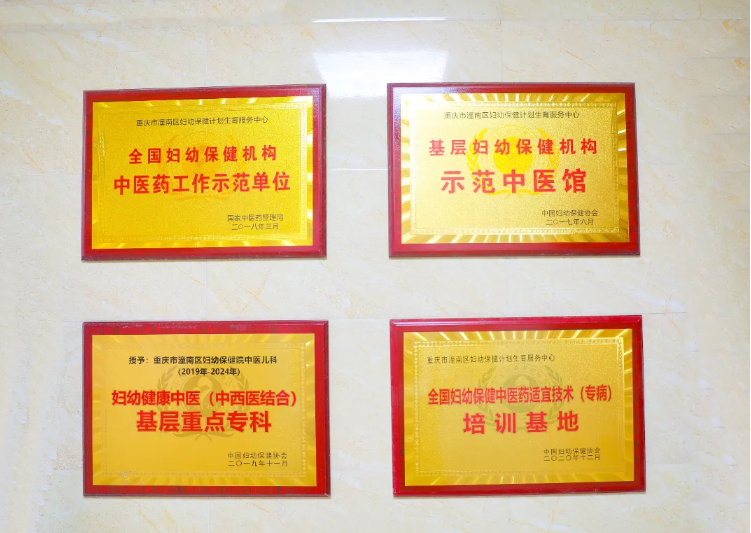 重庆市潼南区妇幼保健计划生育服务中心
全国妇幼保健机构
中医药工作示范单位
国家中医药管理局
二〇一八年三月
重庆市潼南区妇幼保健计划生育服务中心
基层妇幼保健机构
示范中医馆
中国妇幼保健协会
二〇一七年六月
授予：重庆市潼南区妇幼保健院中医儿科
（2019年-2024年）
妇幼健康中医（中西医结合）
基层重点专科
中国妇幼保健协会
二〇一九年十一月
重庆市潼南区妇幼保健计划生育服务中心
全国妇幼保健中医药适宜技术（专病）
培训基地
中国妇幼保健协会
二〇二〇年十二月